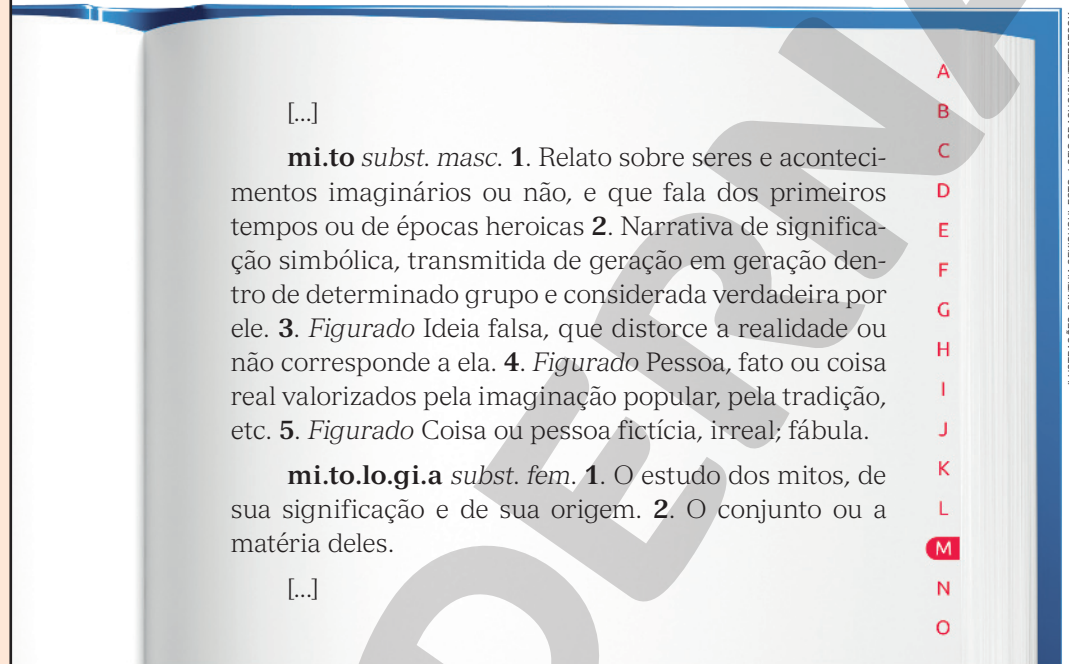 [...]
mi.to subst. masc. 1. Relato sobre seres e aconteci-
mentos imaginários ou não, e que fala dos primeiros
tempos ou de épocas heroicas 2. Narrativa de significa-
ção simbólica, transmitida de geração em geração den-
tro de determinado grupo e considerada verdadeira por
ele. 3. Figurado Ideia falsa, que distorce a realidade ou
não corresponde a ela. 4. Figurado Pessoa, fato ou coisa
real valorizados pela imaginação popular, pela tradição,
etc. 5. Figurado Coisa ou pessoa fictícia, irreal; fábula.
mi.to.lo.gi.a subst. fem. 1. O estudo dos mitos, de
sua significação e de sua origem. 2. O conjunto ou a
matéria deles.
[...]
A
B
C
D
E
F
G
H
I
J
K
L
M
N
O
DERNA